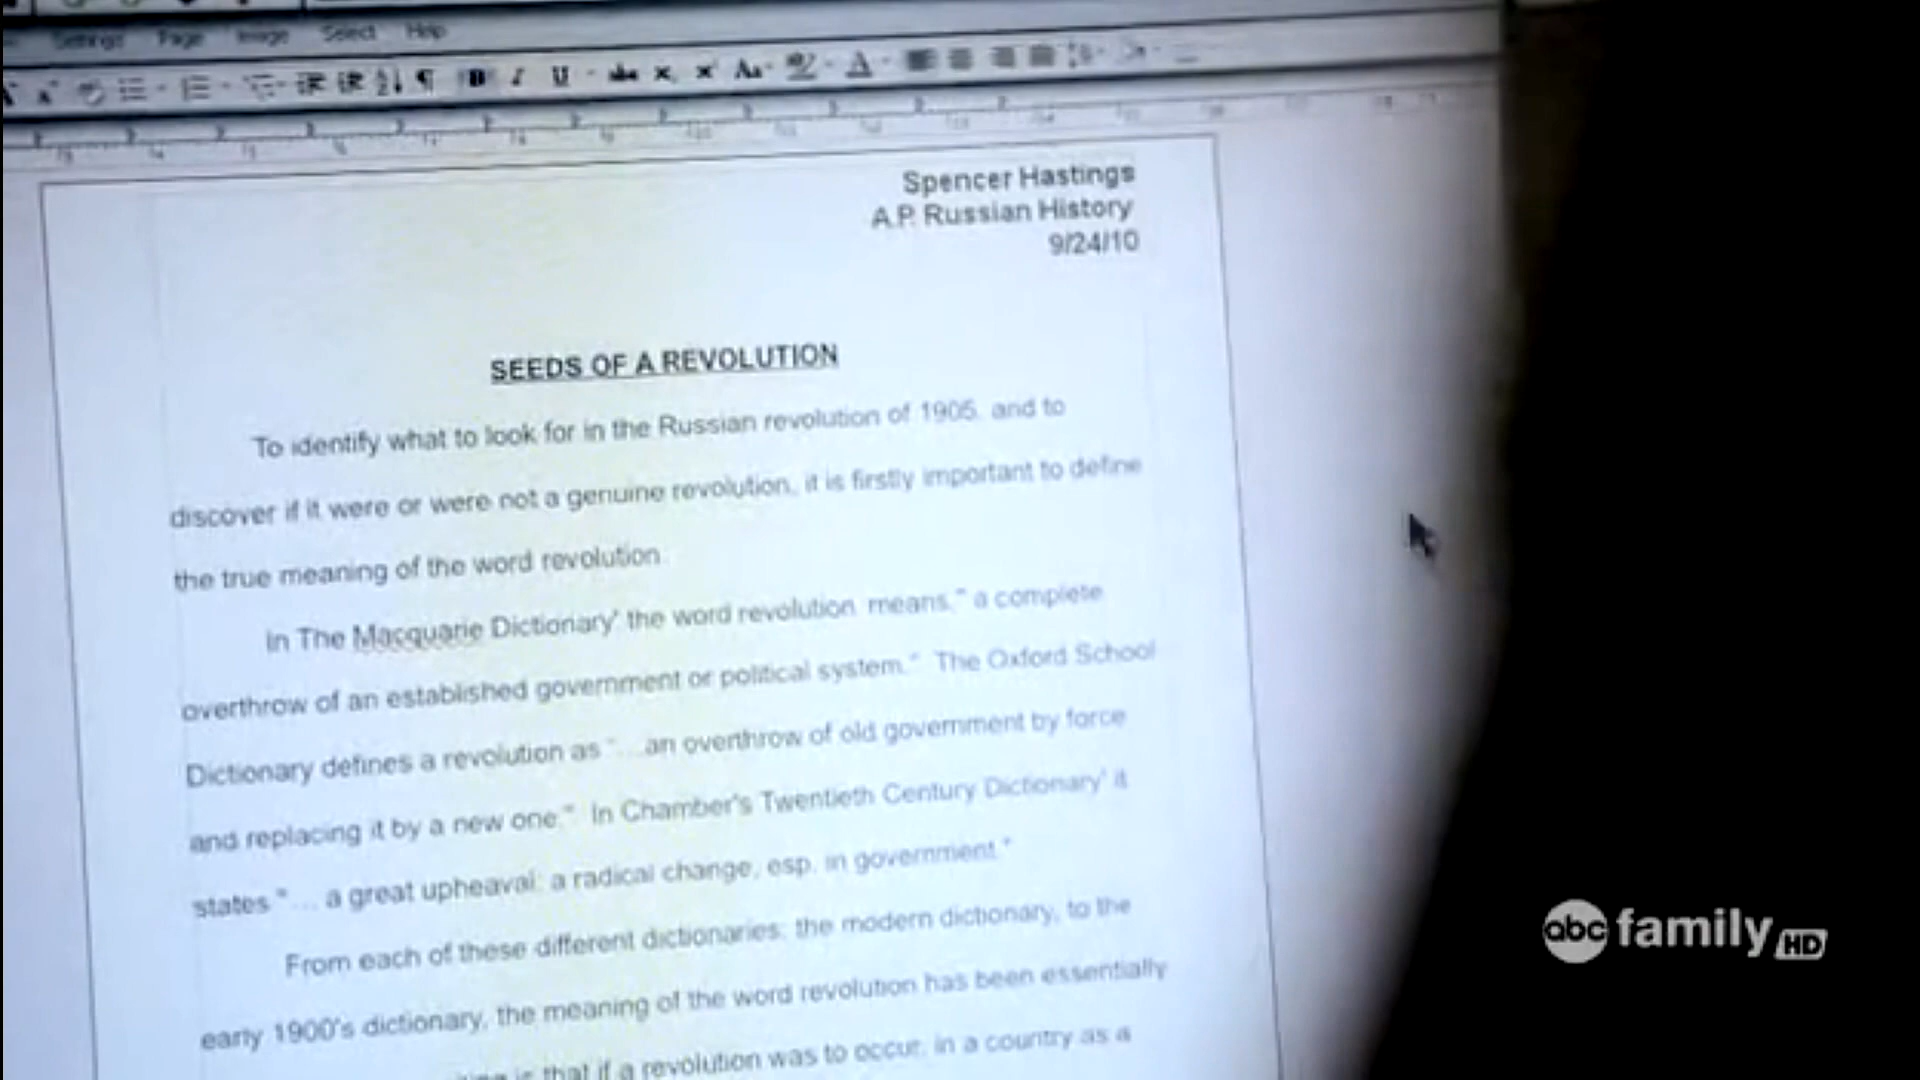 Settings Page Image Select Help
Spencer Hastings
A.P. Russian History
9/24/10
SEEDS OF A REVOLUTION
To identify what to look for in the Russian revolution of 1905, and to
discover if it were or were not a genuine revolution, it is firstly important to define
the true meaning of the word revolution.
In The Macquarie Dictionary' the word revolution means," a complete
overthrow of an established government or political system." The Oxford School
Dictionary defines a revolution as "...an overthrow of old government by force
and replacing it by a new one." In Chamber's Twentieth Century Dictionary' it
states "... a great upheaval; a radical change, esp. in government."
From each of these different dictionaries; the modern dictionary, to the
early 1900's dictionary, the meaning of the word revolution has been essentially
is that if a revolution was to occur, in a country as a
abc family HD